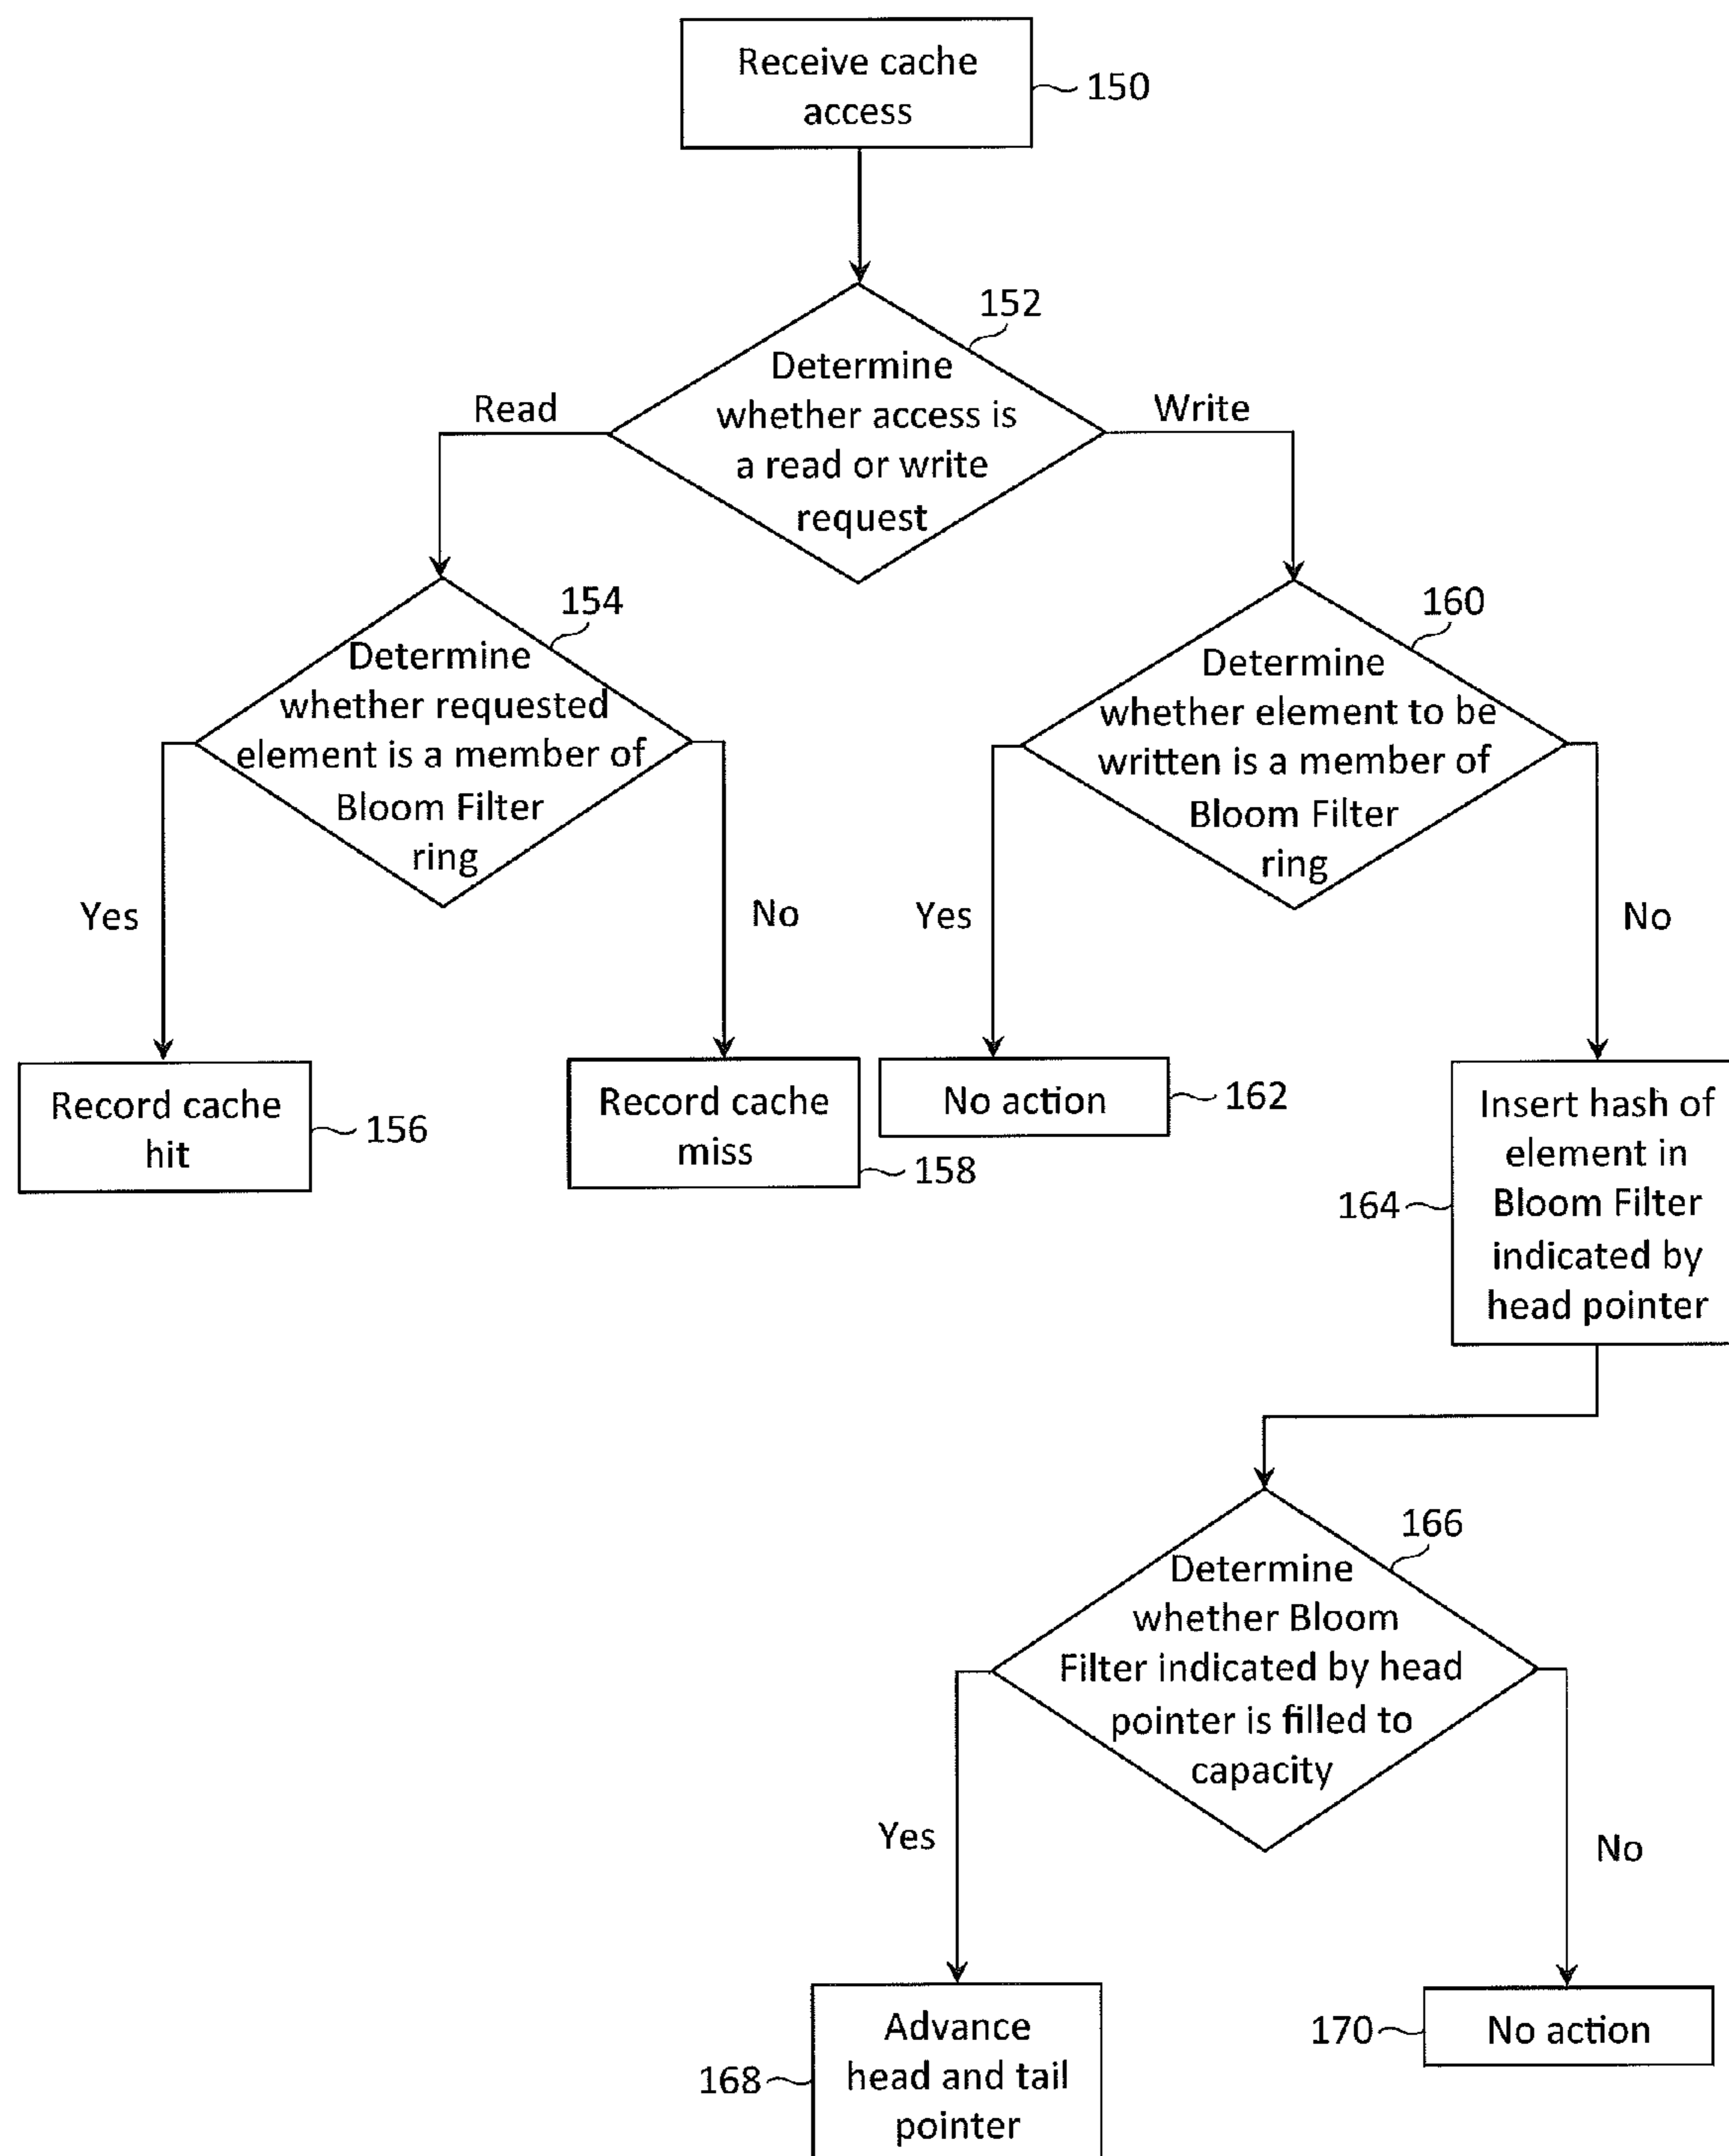 Receive cache
access
150
152
Determine
whether access is
a read or write
request
Read
Write
154
Determine
whether requested
element is a member of
Bloom Filter
ring
160
Determine
whether element to be
written is a member of
Bloom Filter
ring
Yes
No
Yes
No
Record cache
hit
156
Record cache
miss
158
No action
162
Insert hash of
element in
Bloom Filter
indicated by
head pointer
164
166
Determine
whether Bloom
Filter indicated by head
pointer is filled to
capacity
Yes
No
Advance
head and tail
pointer
168
170
No action